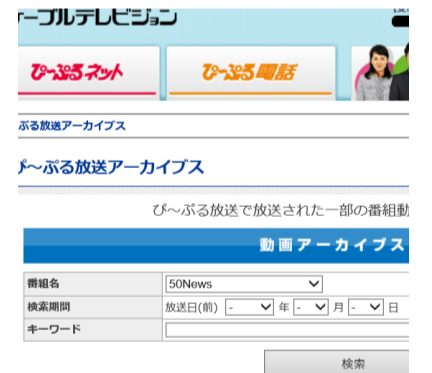 ーブルテレビジョン
ぴ〜ぷるネット
ぴ〜ぷる電話
ぷる放送アーカイブス
〜ぷる放送アーカイブス
ぴ〜ぷる放送で放送された一部の番組動
動画アーカイブス
番組名 50News
検索期間 放送日(前) - 年 - 月 - 日
キーワード
検索